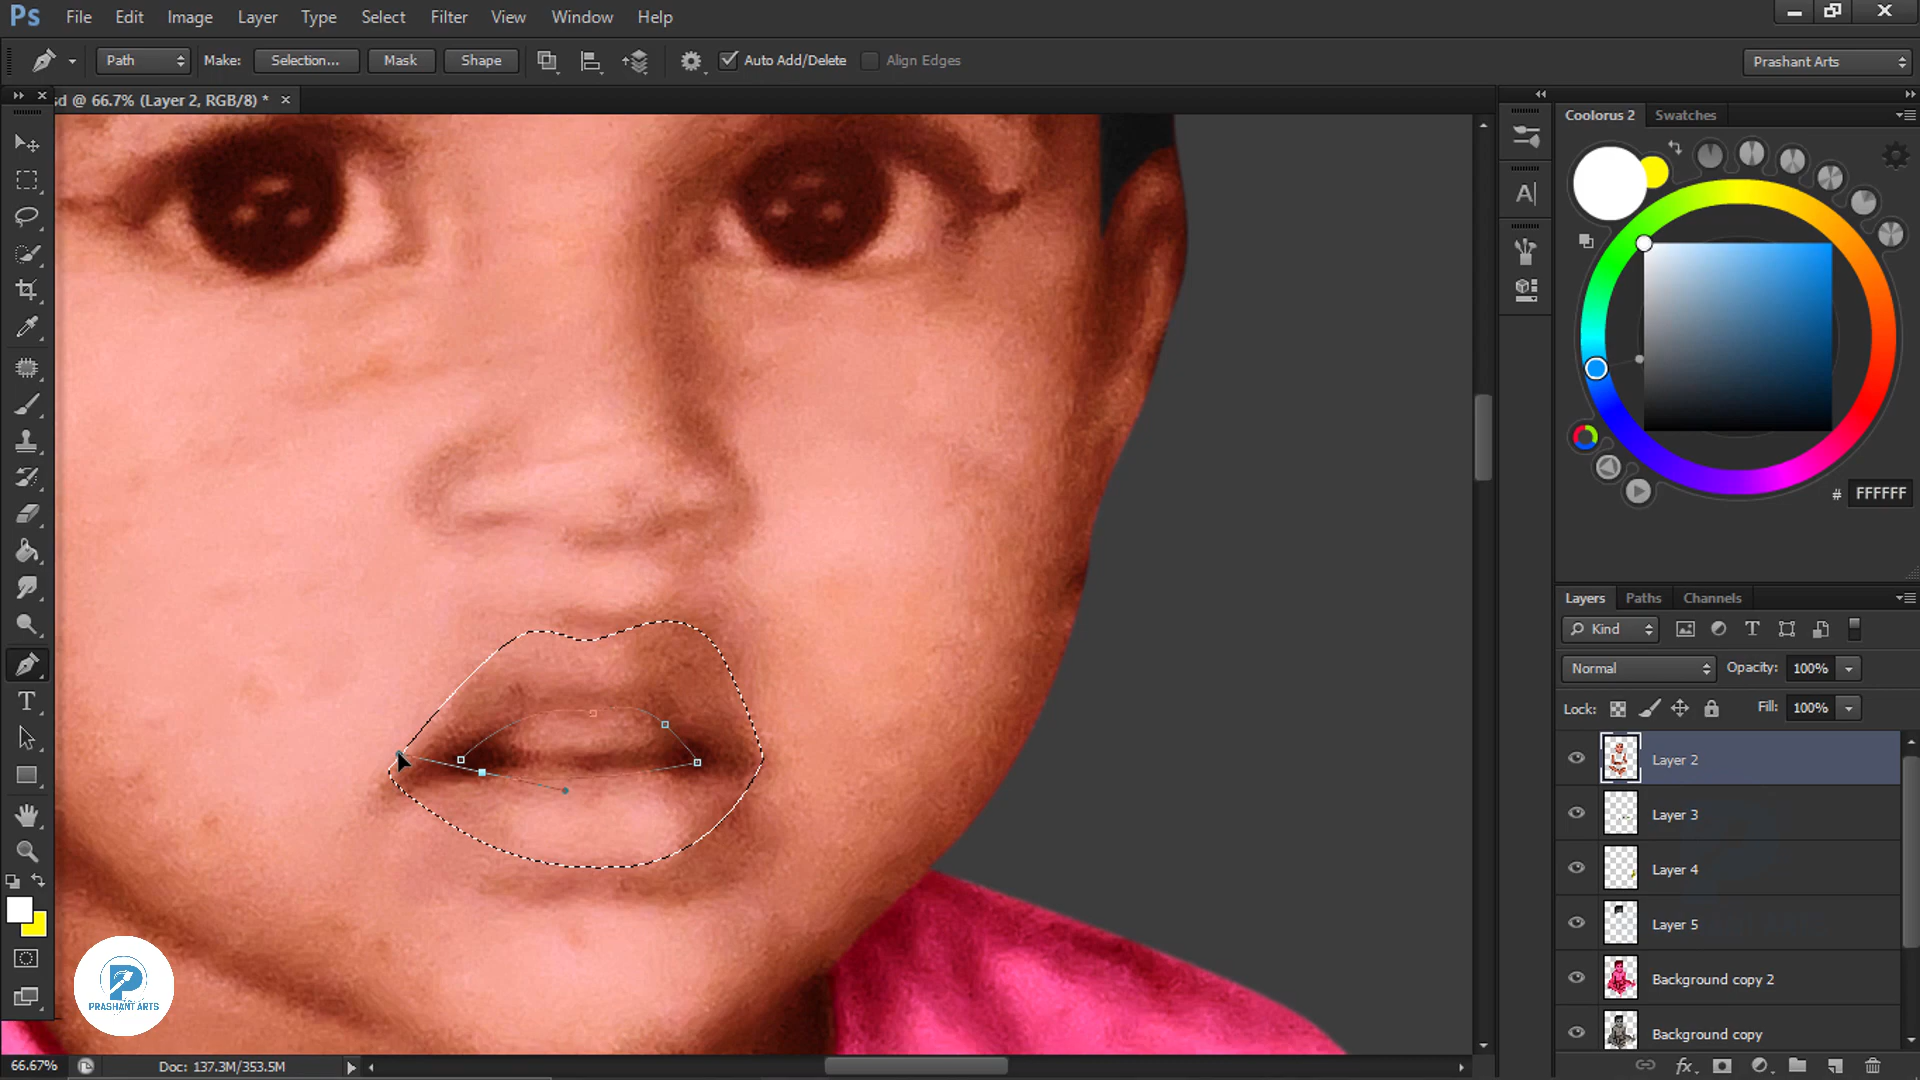 Ps File Edit Image Layer Type Select Filter View Window Help
Path Make: Selection... Mask Shape Auto Add/Delete Align Edges Prashant Arts
sd @ 66.7% (Layer 2, RGB/8) * ×
Coolorus 2 Swatches
# FFFFFF
Layers Paths Channels
Kind
Normal Opacity: 100%
Lock: Fill: 100%
Layer 2
Layer 3
Layer 4
Layer 5
Background copy 2
Background copy
PRASHANT ARTS
66.67% Doc: 137.3M/353.5M